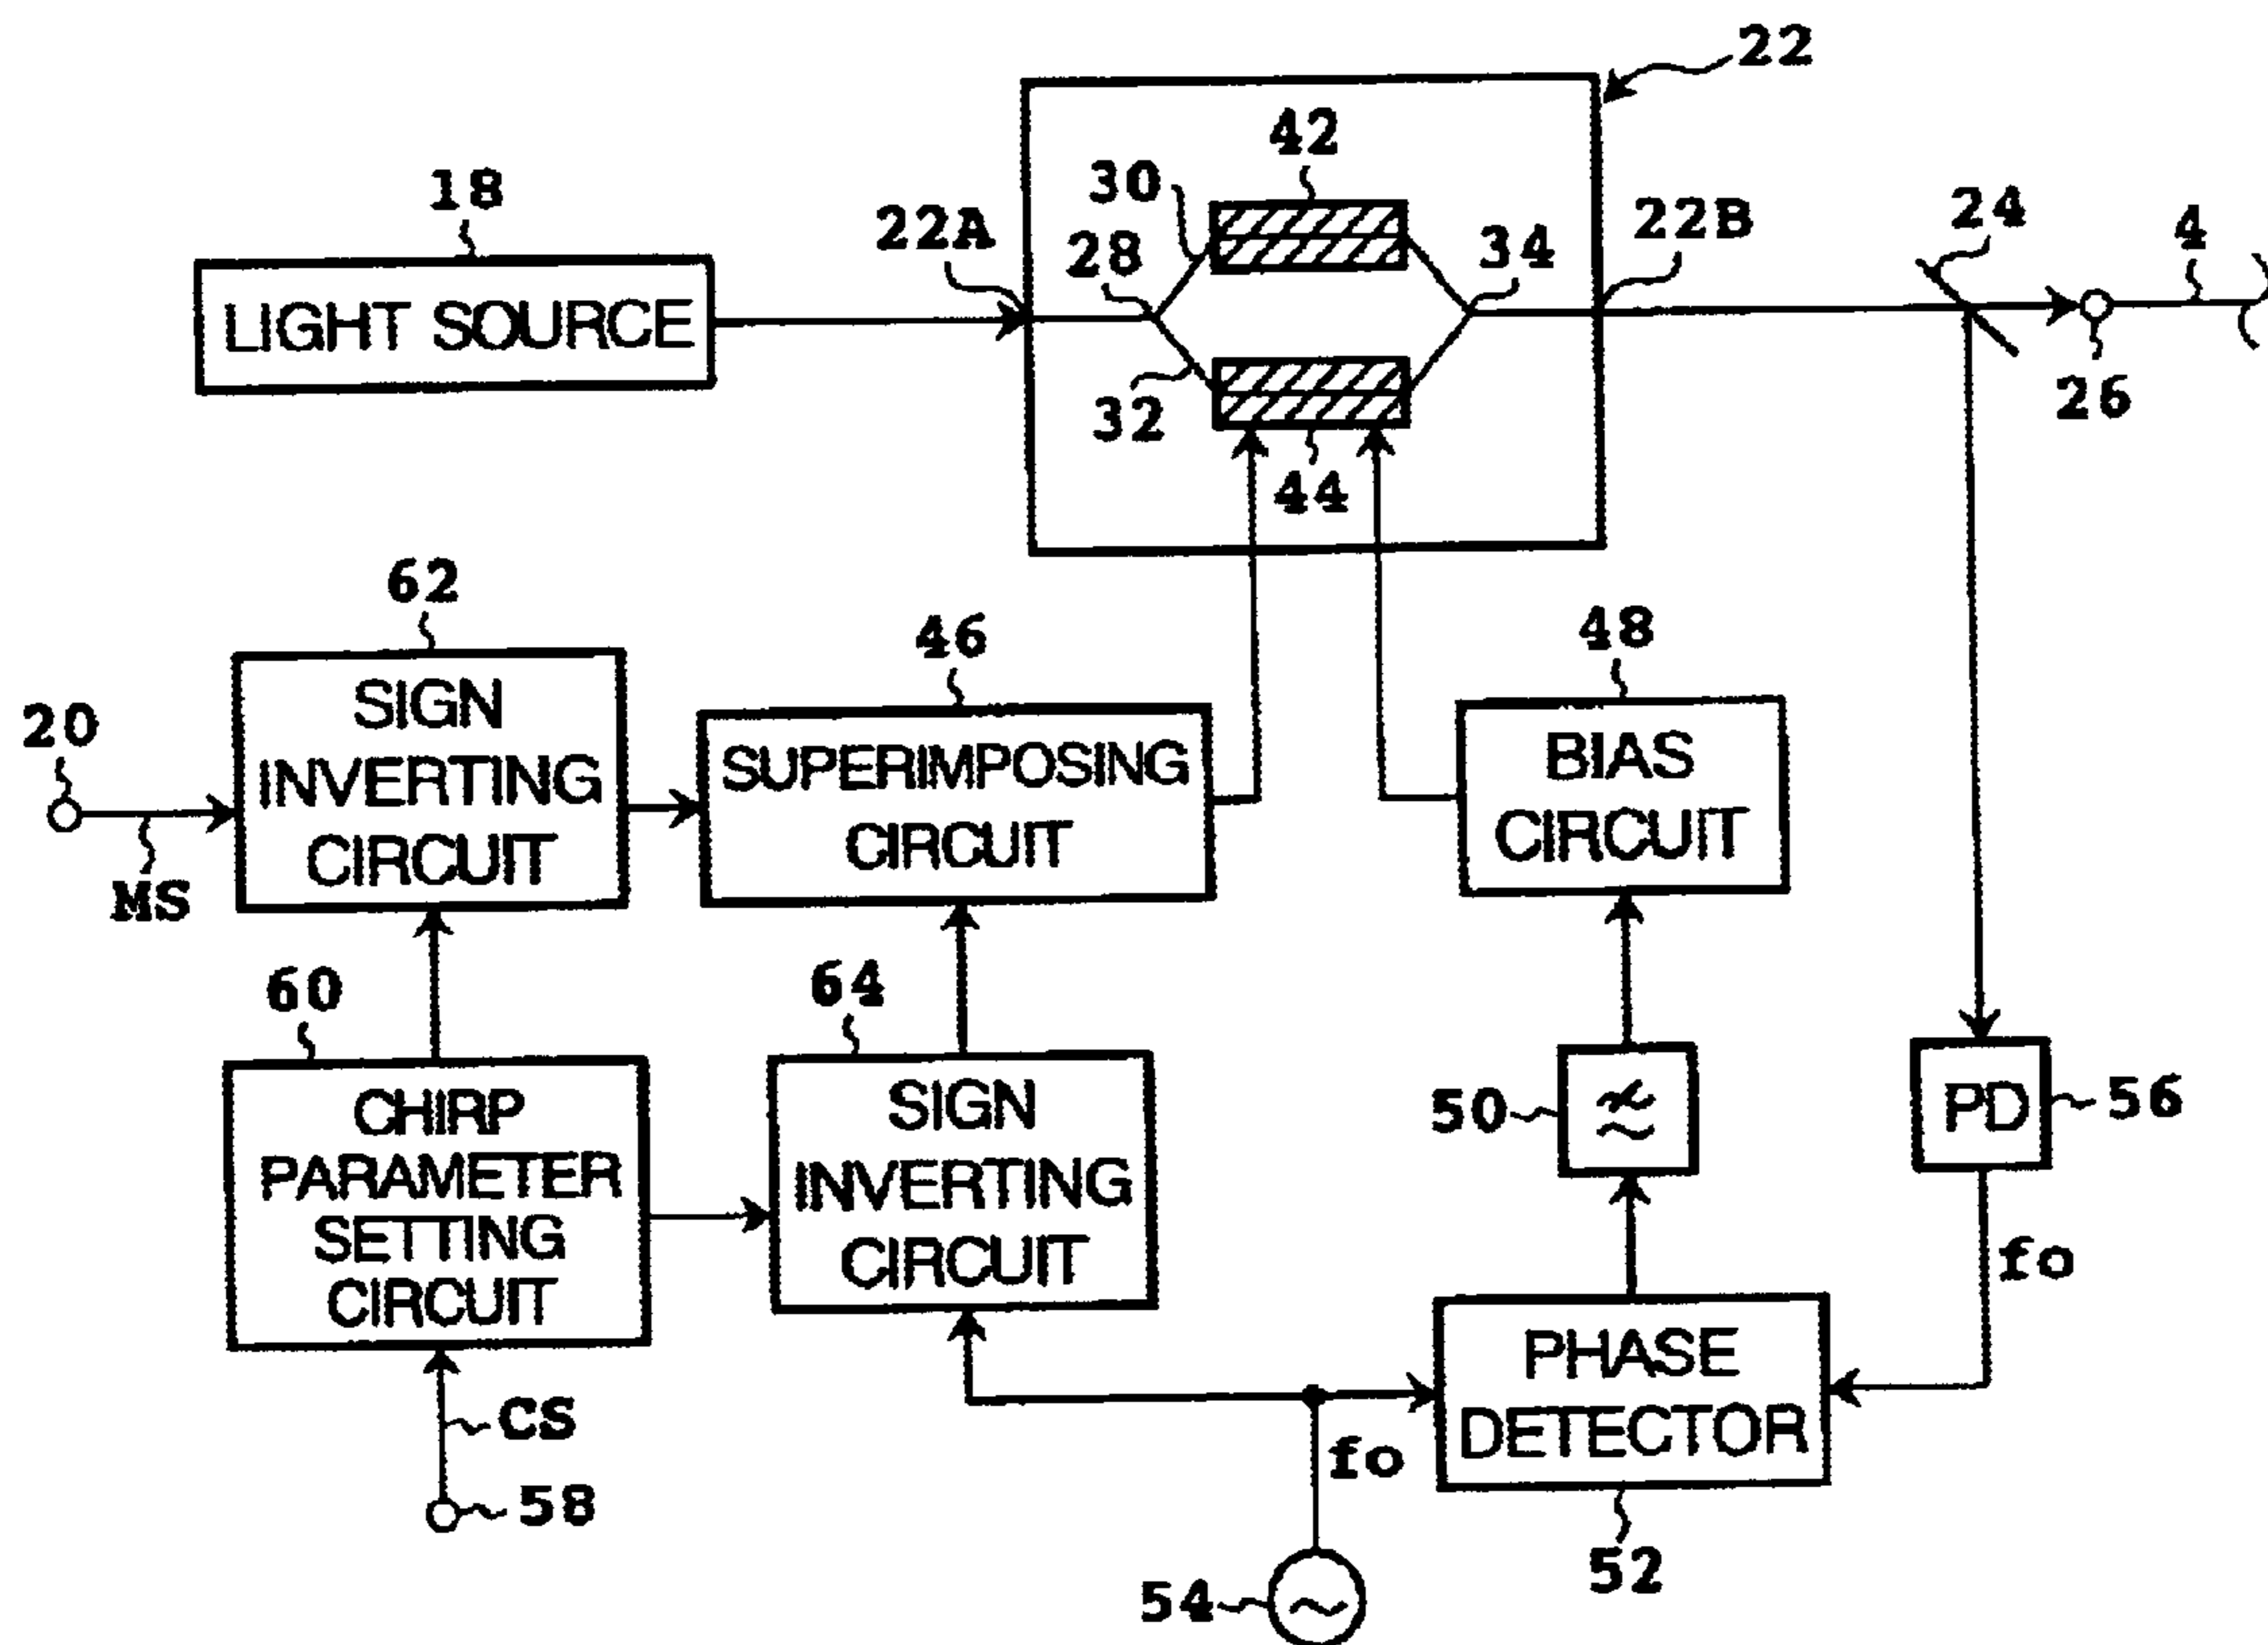 22
42
18
30
22A
28
34
22B
24
4
LIGHT SOURCE
32
26
44
62
46
48
20
SIGN
INVERTING
CIRCUIT
SUPERIMPOSING
CIRCUIT
BIAS
CIRCUIT
MS
60
64
CHIRP
PARAMETER
SETTING
CIRCUIT
SIGN
INVERTING
CIRCUIT
50
PD
56
fo
PHASE
DETECTOR
CS
fo
58
52
54